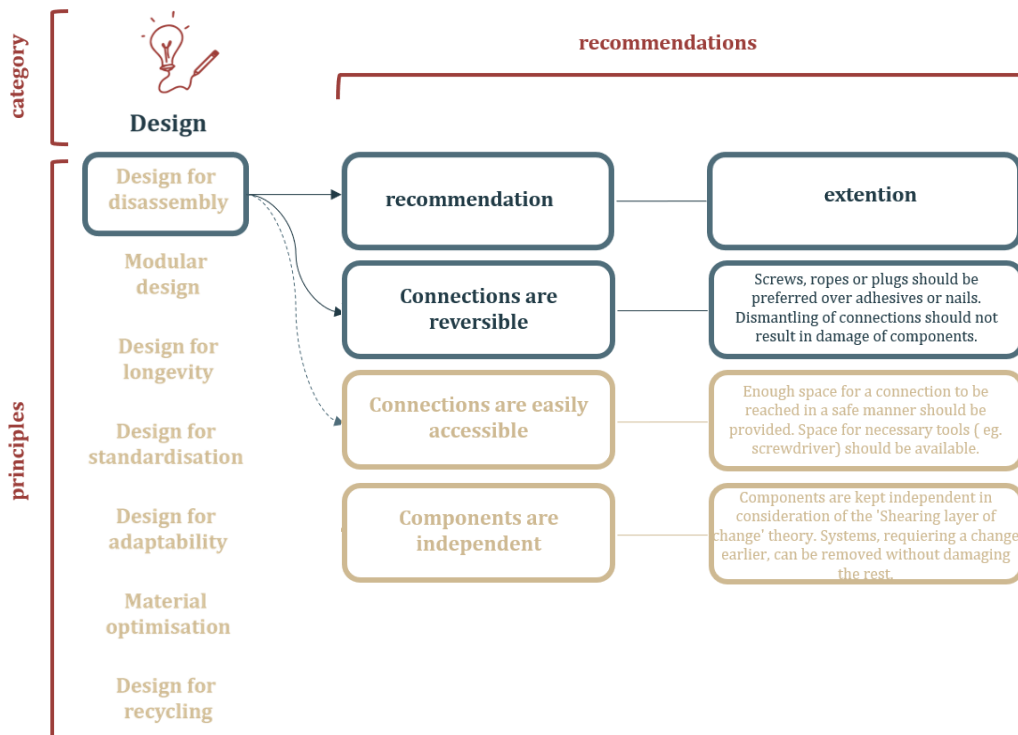 category
recommendations
Design
principles
Design for
disassembly
Modular
design
Design for
longevity
Design for
standardisation
Design for
adaptability
Material
optimisation
Design for
recycling
recommendation
extention
Connections are
reversible
Screws, ropes or plugs should be
preferred over adhesives or nails.
Dismantling of connections should not
result in damage of components.
Connections are easily
accessible
Enough space for a connection to be
reached in a safe manner should be
provided. Space for necessary tools ( eg.
screwdriver) should be available.
Components are
independent
Components are kept independent in
consideration of the 'Shearing layer of
change' theory. Systems, requiering a change
earlier, can be removed without damaging
the rest.